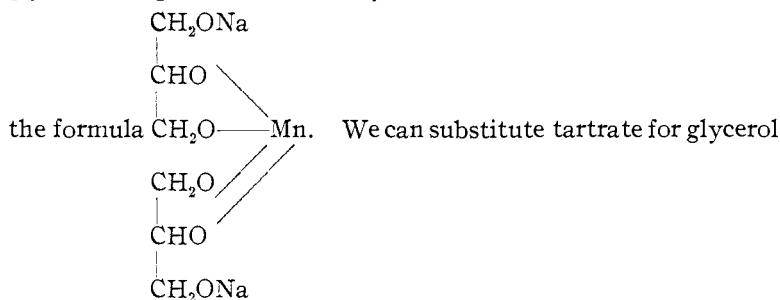 CH₂ONa
CHO
the formula CH₂O—Mn. We can substitute tartrate for glycerol
CH₂O
CHO
CH₂ONa